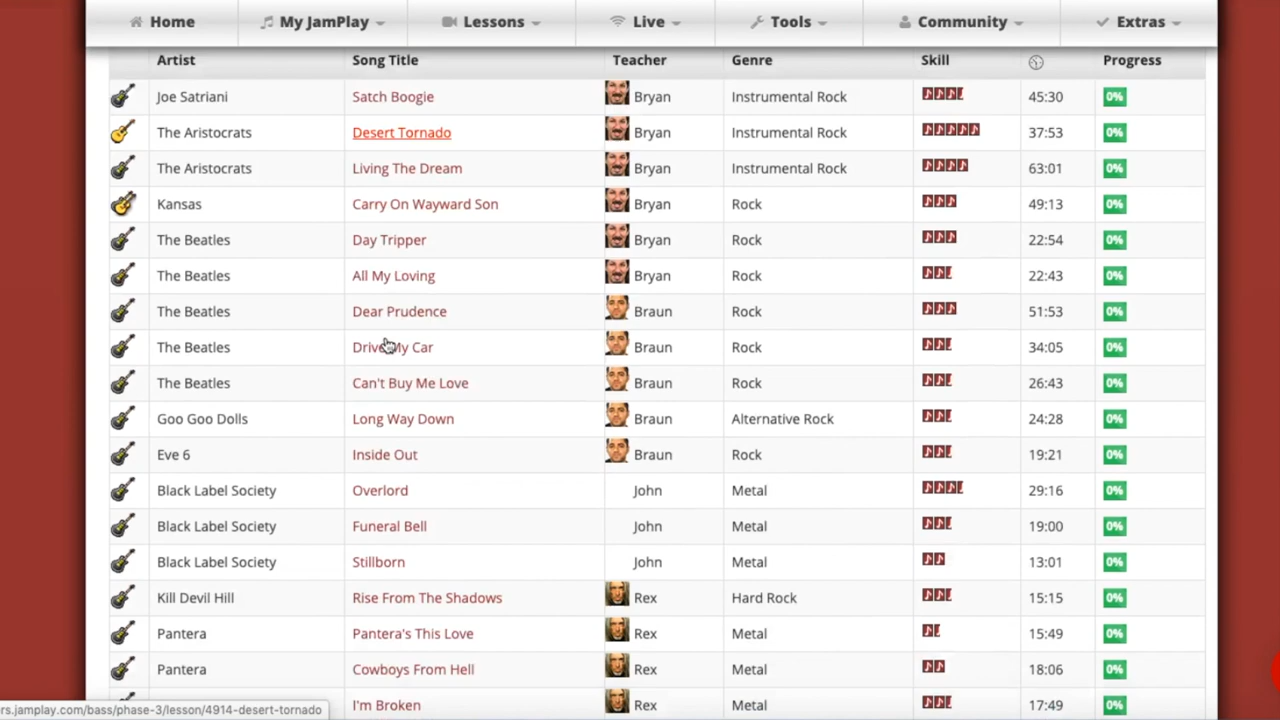 Home My JamPlay Lessons Live Tools Community Extras
Artist Song Title Teacher Genre Skill Progress
Joe Satriani Satch Boogie Bryan Instrumental Rock 45:30 0%
The Aristocrats Desert Tornado Bryan Instrumental Rock 37:53 0%
The Aristocrats Living The Dream Bryan Instrumental Rock 63:01 0%
Kansas Carry On Wayward Son Bryan Rock 49:13 0%
The Beatles Day Tripper Bryan Rock 22:54 0%
The Beatles All My Loving Bryan Rock 22:43 0%
The Beatles Dear Prudence Braun Rock 51:53 0%
The Beatles Drive My Car Braun Rock 34:05 0%
The Beatles Can't Buy Me Love Braun Rock 26:43 0%
Goo Goo Dolls Long Way Down Braun Alternative Rock 24:28 0%
Eve 6 Inside Out Braun Rock 19:21 0%
Black Label Society Overlord John Metal 29:16 0%
Black Label Society Funeral Bell John Metal 19:00 0%
Black Label Society Stillborn John Metal 13:01 0%
Kill Devil Hill Rise From The Shadows Rex Hard Rock 15:15 0%
Pantera Pantera's This Love Rex Metal 15:49 0%
Pantera Cowboys From Hell Rex Metal 18:06 0%
I'm Broken Rex Metal 17:49 0%
rs.jamplay.com/bass/phase-3/lesson/4914-desert-tornado